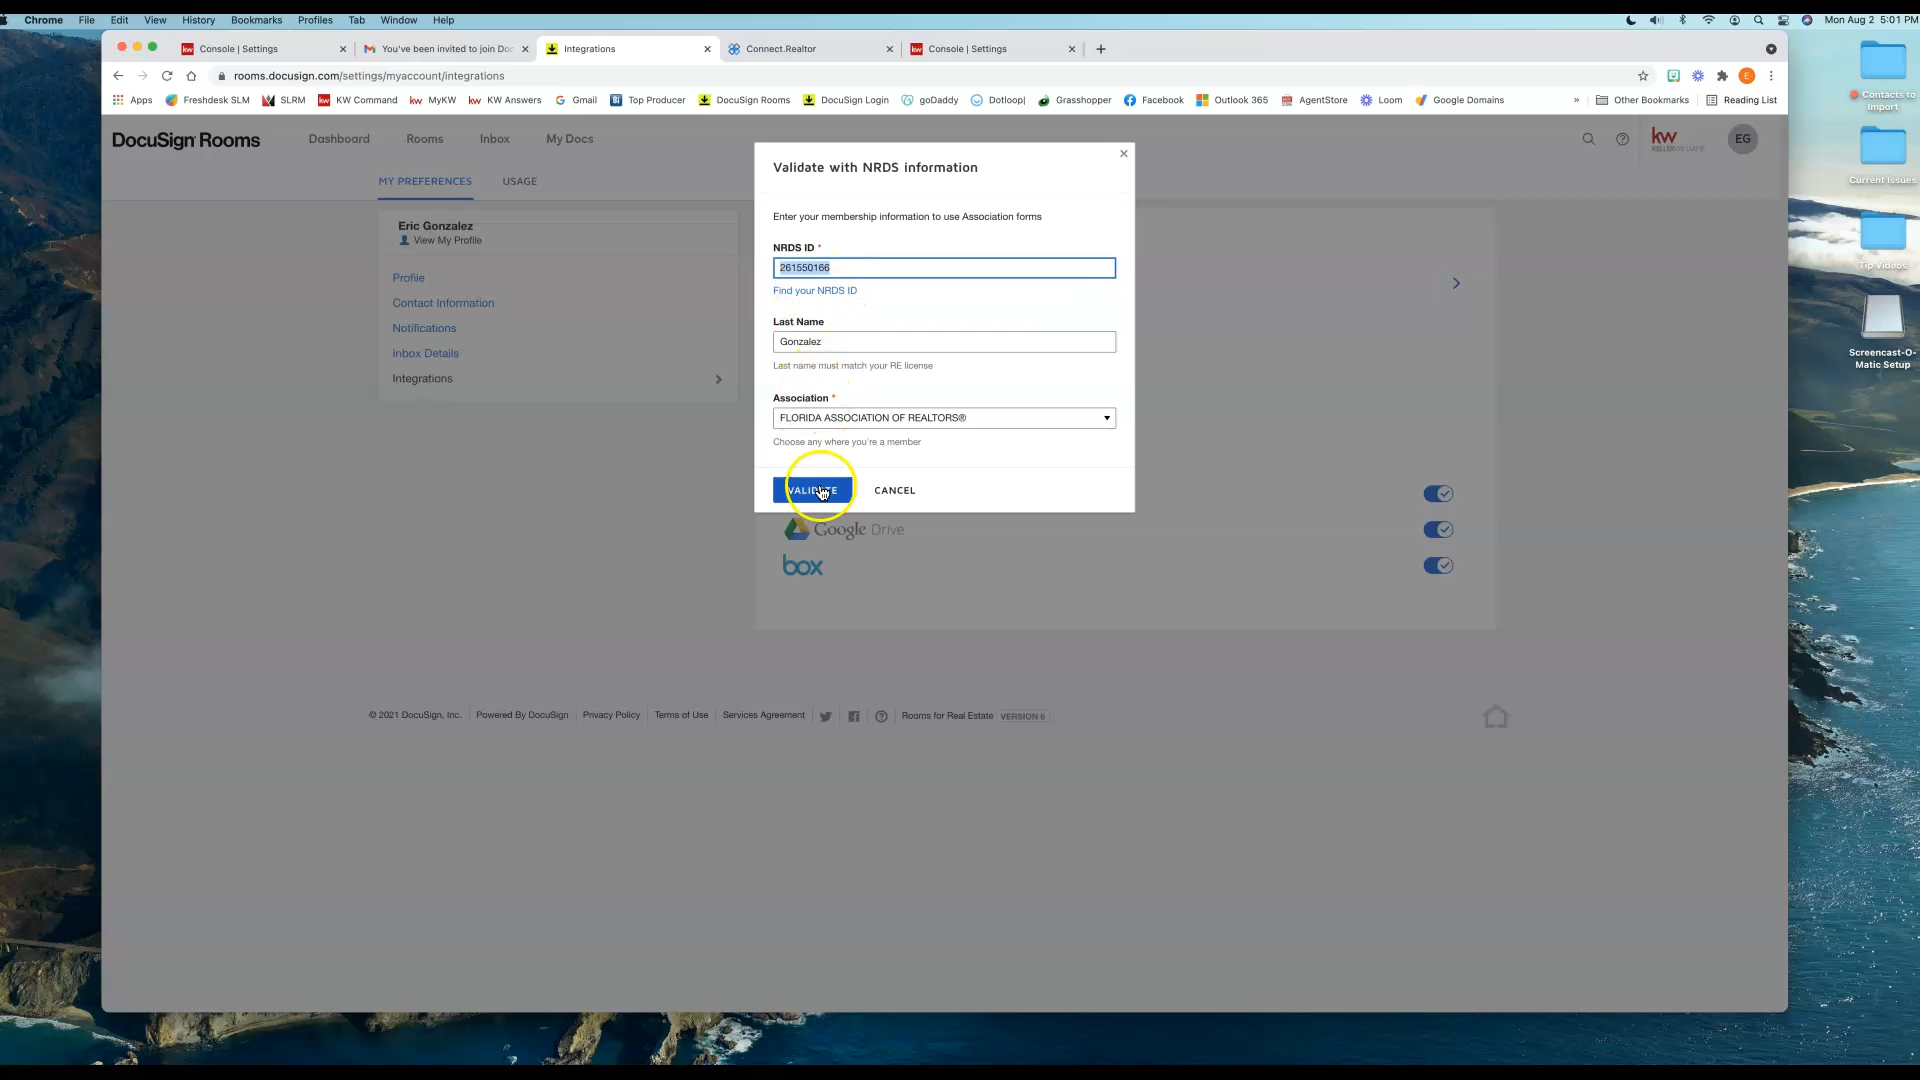 Chrome File Edit View History Bookmarks Profiles Tab Window Help Mon Aug 2 5:01 PM
Console | Settings You've been invited to join Doc Integrations Connect.Realtor Console | Settings
rooms.docusign.com/settings/myaccount/integrations
Apps Freshdesk SLM SLRM KW Command MyKW KW Answers Gmail Top Producer DocuSign Rooms DocuSign Login goDaddy Dotloop| Grasshopper Facebook Outlook 365 AgentStore Loom Google Domains » Other Bookmarks Reading List
Contacts to
Import
DocuSign Rooms Dashboard Rooms Inbox My Docs kw EG
KELLERWILLIAMS
Validate with NRDS information
MY PREFERENCES USAGE
Current Issues
Enter your membership information to use Association forms
Eric Gonzalez
View My Profile
NRDS ID *
261550166
Find your NRDS ID
Tip Videos
Profile
Contact Information
Notifications
Inbox Details
Integrations
Last Name
Gonzalez
Last name must match your RE license
Screencast-O-
Matic Setup
Association *
FLORIDA ASSOCIATION OF REALTORS®
Choose any where you're a member
VALIDATE CANCEL
Google Drive
box
© 2021 DocuSign, Inc. Powered By DocuSign Privacy Policy Terms of Use Services Agreement Rooms for Real Estate VERSION 6